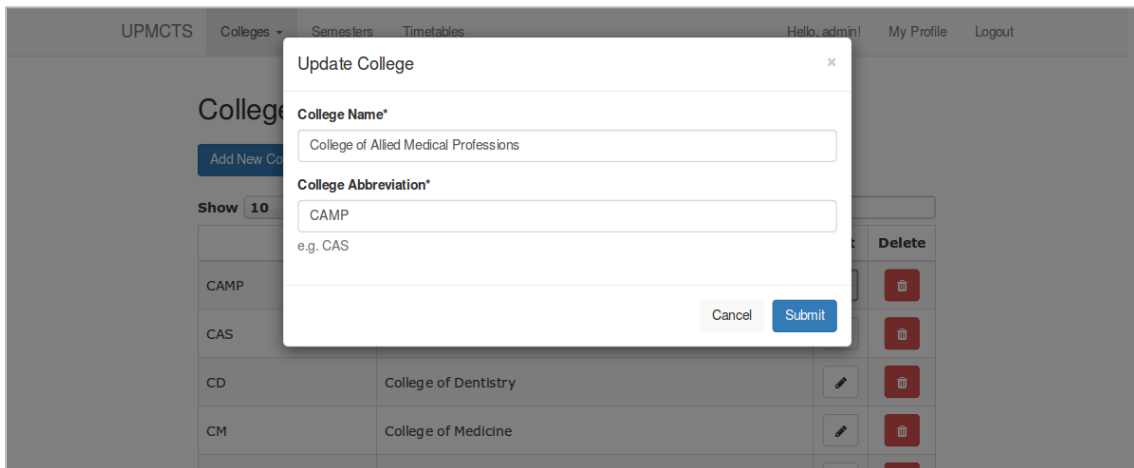 UPMCTS Colleges Semesters Timetables Hello, admin! My Profile Logout
Update College ×
College
College Name*
College of Allied Medical Professions
Add New Co
College Abbreviation*
Show 10
CAMP
e.g. CAS
t Delete
CAMP
Cancel Submit
CAS
CD College of Dentistry
CM College of Medicine